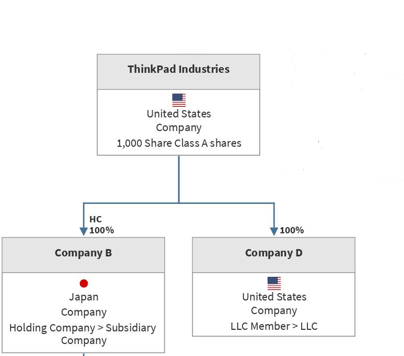 ThinkPad Industries
United States
Company
1,000 Share Class A shares
HC
100%
100%
Company B
Japan
Company
Holding Company > Subsidiary
Company
Company D
United States
Company
LLC Member > LLC